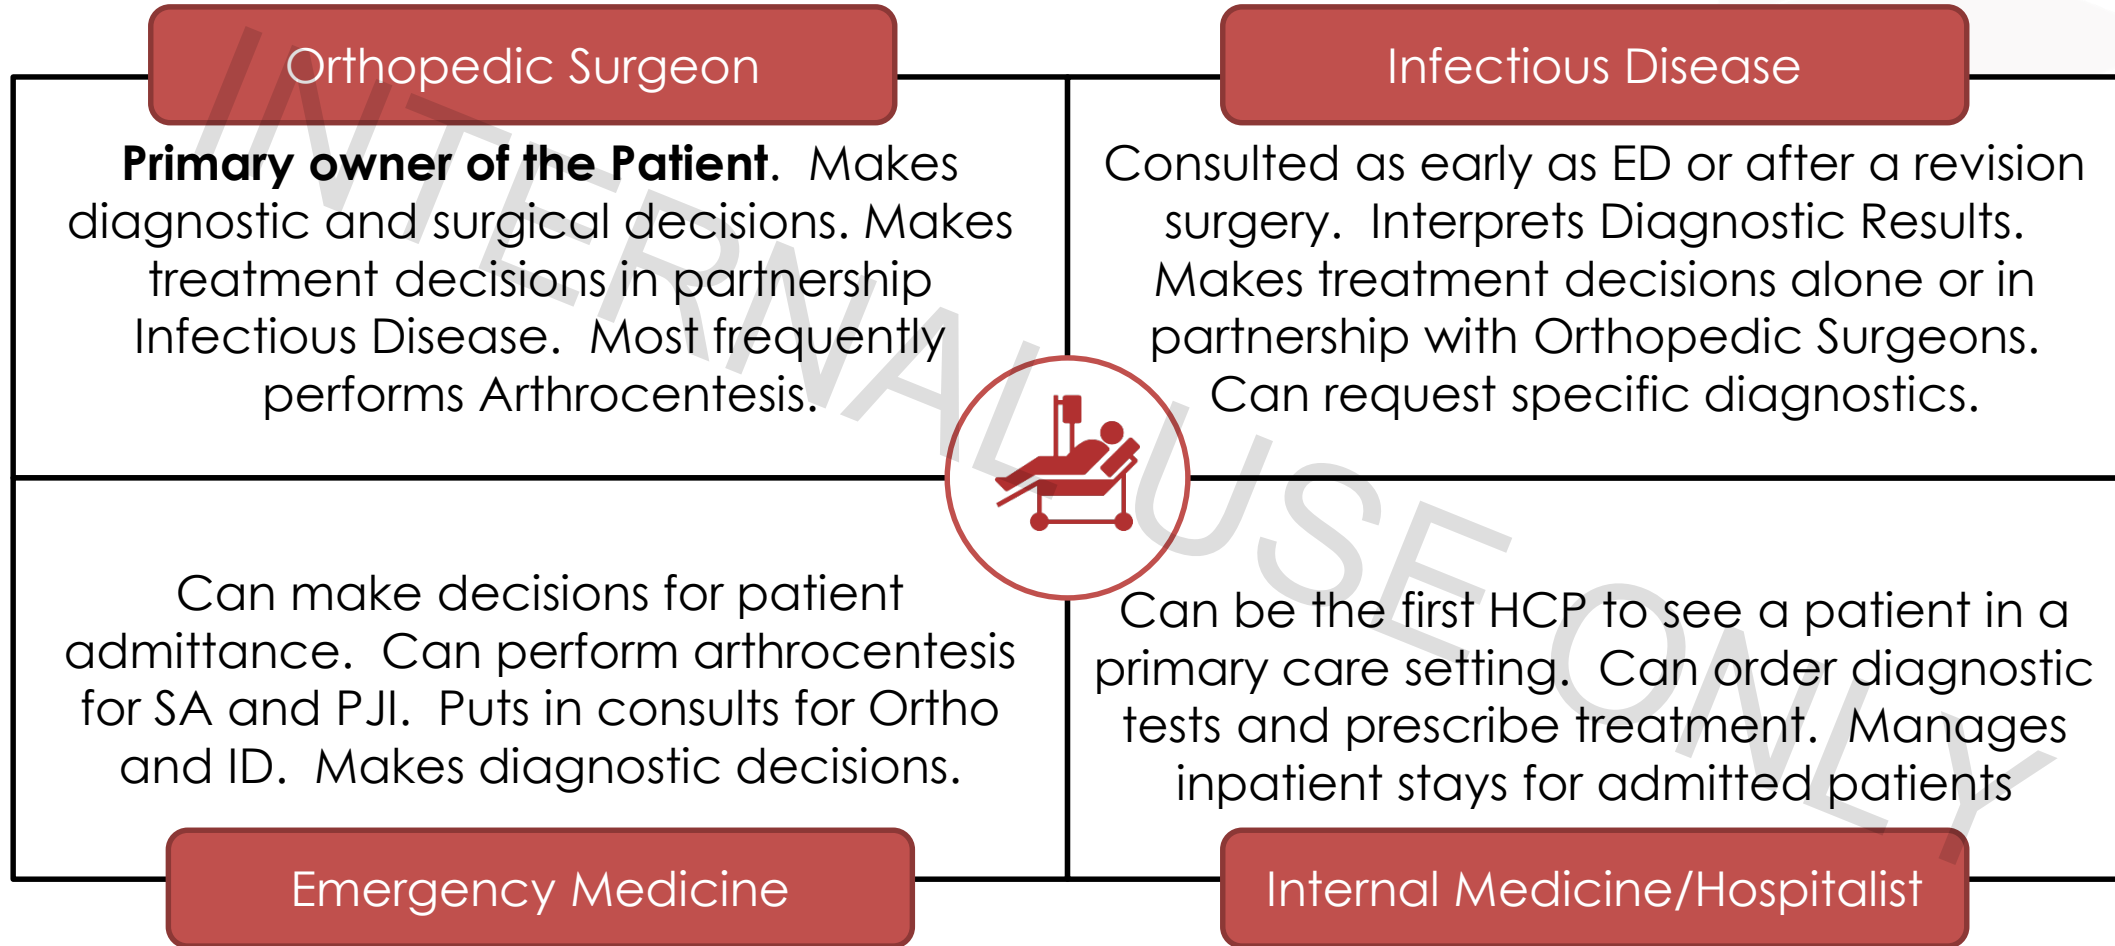 Orthopedic Surgeon
Primary owner of the Patient.  Makes
diagnostic and surgical decisions. Makes
treatment decisions in partnership
Infectious Disease.  Most frequently
performs Arthrocentesis.
Infectious Disease
Consulted as early as ED or after a revision
surgery.  Interprets Diagnostic Results.
Makes treatment decisions alone or in
partnership with Orthopedic Surgeons.
Can request specific diagnostics.
Can make decisions for patient
admittance.  Can perform arthrocentesis
for SA and PJI.  Puts in consults for Ortho
and ID.  Makes diagnostic decisions.
Emergency Medicine
Can be the first HCP to see a patient in a
primary care setting.  Can order diagnostic
tests and prescribe treatment.  Manages
inpatient stays for admitted patients
Internal Medicine/Hospitalist
INTERNAL USE ONLY